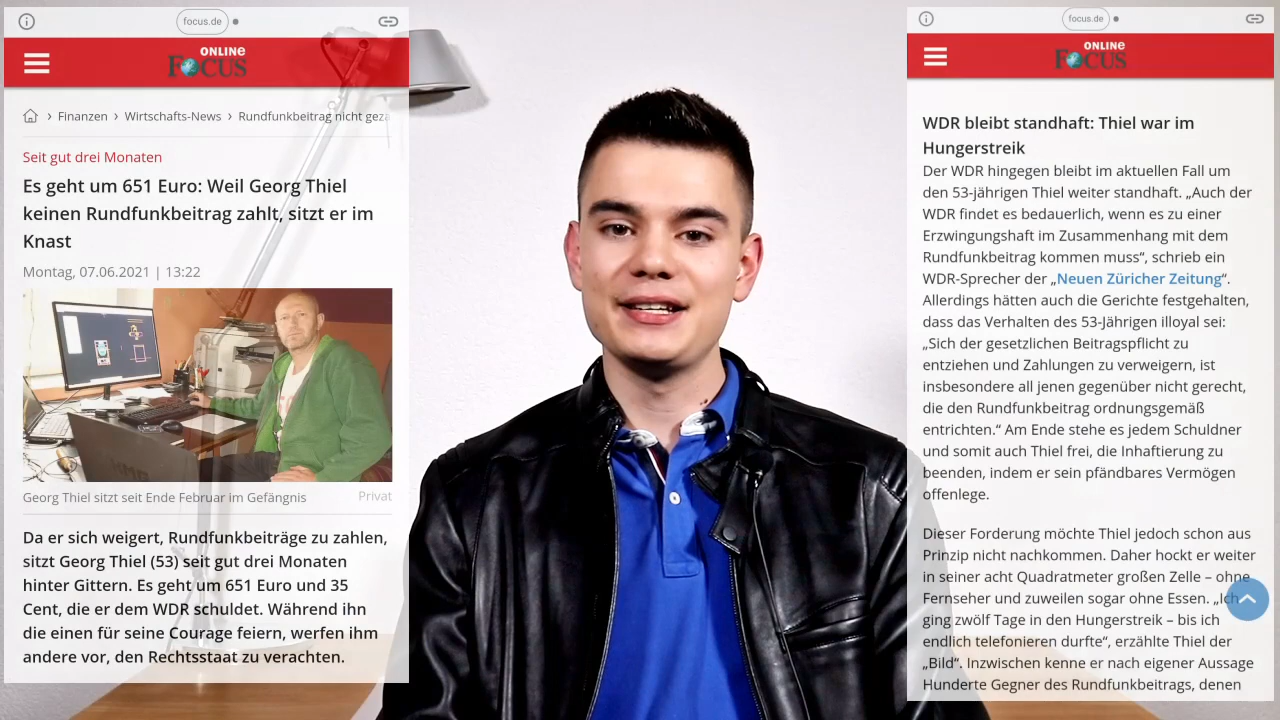 focus.de
ONLINE
FOCUS
Finanzen > Wirtschafts-News > Rundfunkbeitrag nicht geza
Seit gut drei Monaten
Es geht um 651 Euro: Weil Georg Thiel
keinen Rundfunkbeitrag zahlt, sitzt er im
Knast
Montag, 07.06.2021 | 13:22
Georg Thiel sitzt seit Ende Februar im Gefängnis
Privat
Da er sich weigert, Rundfunkbeiträge zu zahlen,
sitzt Georg Thiel (53) seit gut drei Monaten
hinter Gittern. Es geht um 651 Euro und 35
Cent, die er dem WDR schuldet. Während ihn
die einen für seine Courage feiern, werfen ihm
andere vor, den Rechtsstaat zu verachten.
focus.de
ONLINE
FOCUS
WDR bleibt standhaft: Thiel war im
Hungerstreik
Der WDR hingegen bleibt im aktuellen Fall um
den 53-jährigen Thiel weiter standhaft. „Auch der
WDR findet es bedauerlich, wenn es zu einer
Erzwingungshaft im Zusammenhang mit dem
Rundfunkbeitrag kommen muss“, schrieb ein
WDR-Sprecher der „Neuen Züricher Zeitung“.
Allerdings hätten auch die Gerichte festgehalten,
dass das Verhalten des 53-Jährigen illoyal sei:
„Sich der gesetzlichen Beitragspflicht zu
entziehen und Zahlungen zu verweigern, ist
insbesondere all jenen gegenüber nicht gerecht,
die den Rundfunkbeitrag ordnungsgemäß
entrichten.“ Am Ende stehe es jedem Schuldner
und somit auch Thiel frei, die Inhaftierung zu
beenden, indem er sein pfändbares Vermögen
offenlege.
Dieser Forderung möchte Thiel jedoch schon aus
Prinzip nicht nachkommen. Daher hockt er weiter
in seiner acht Quadratmeter großen Zelle – ohne
Fernseher und zuweilen sogar ohne Essen. „Ich
ging zwölf Tage in den Hungerstreik – bis ich
endlich telefonieren durfte“, erzählte Thiel der
„Bild“. Inzwischen kenne er nach eigener Aussage
Hunderte Gegner des Rundfunkbeitrags, denen